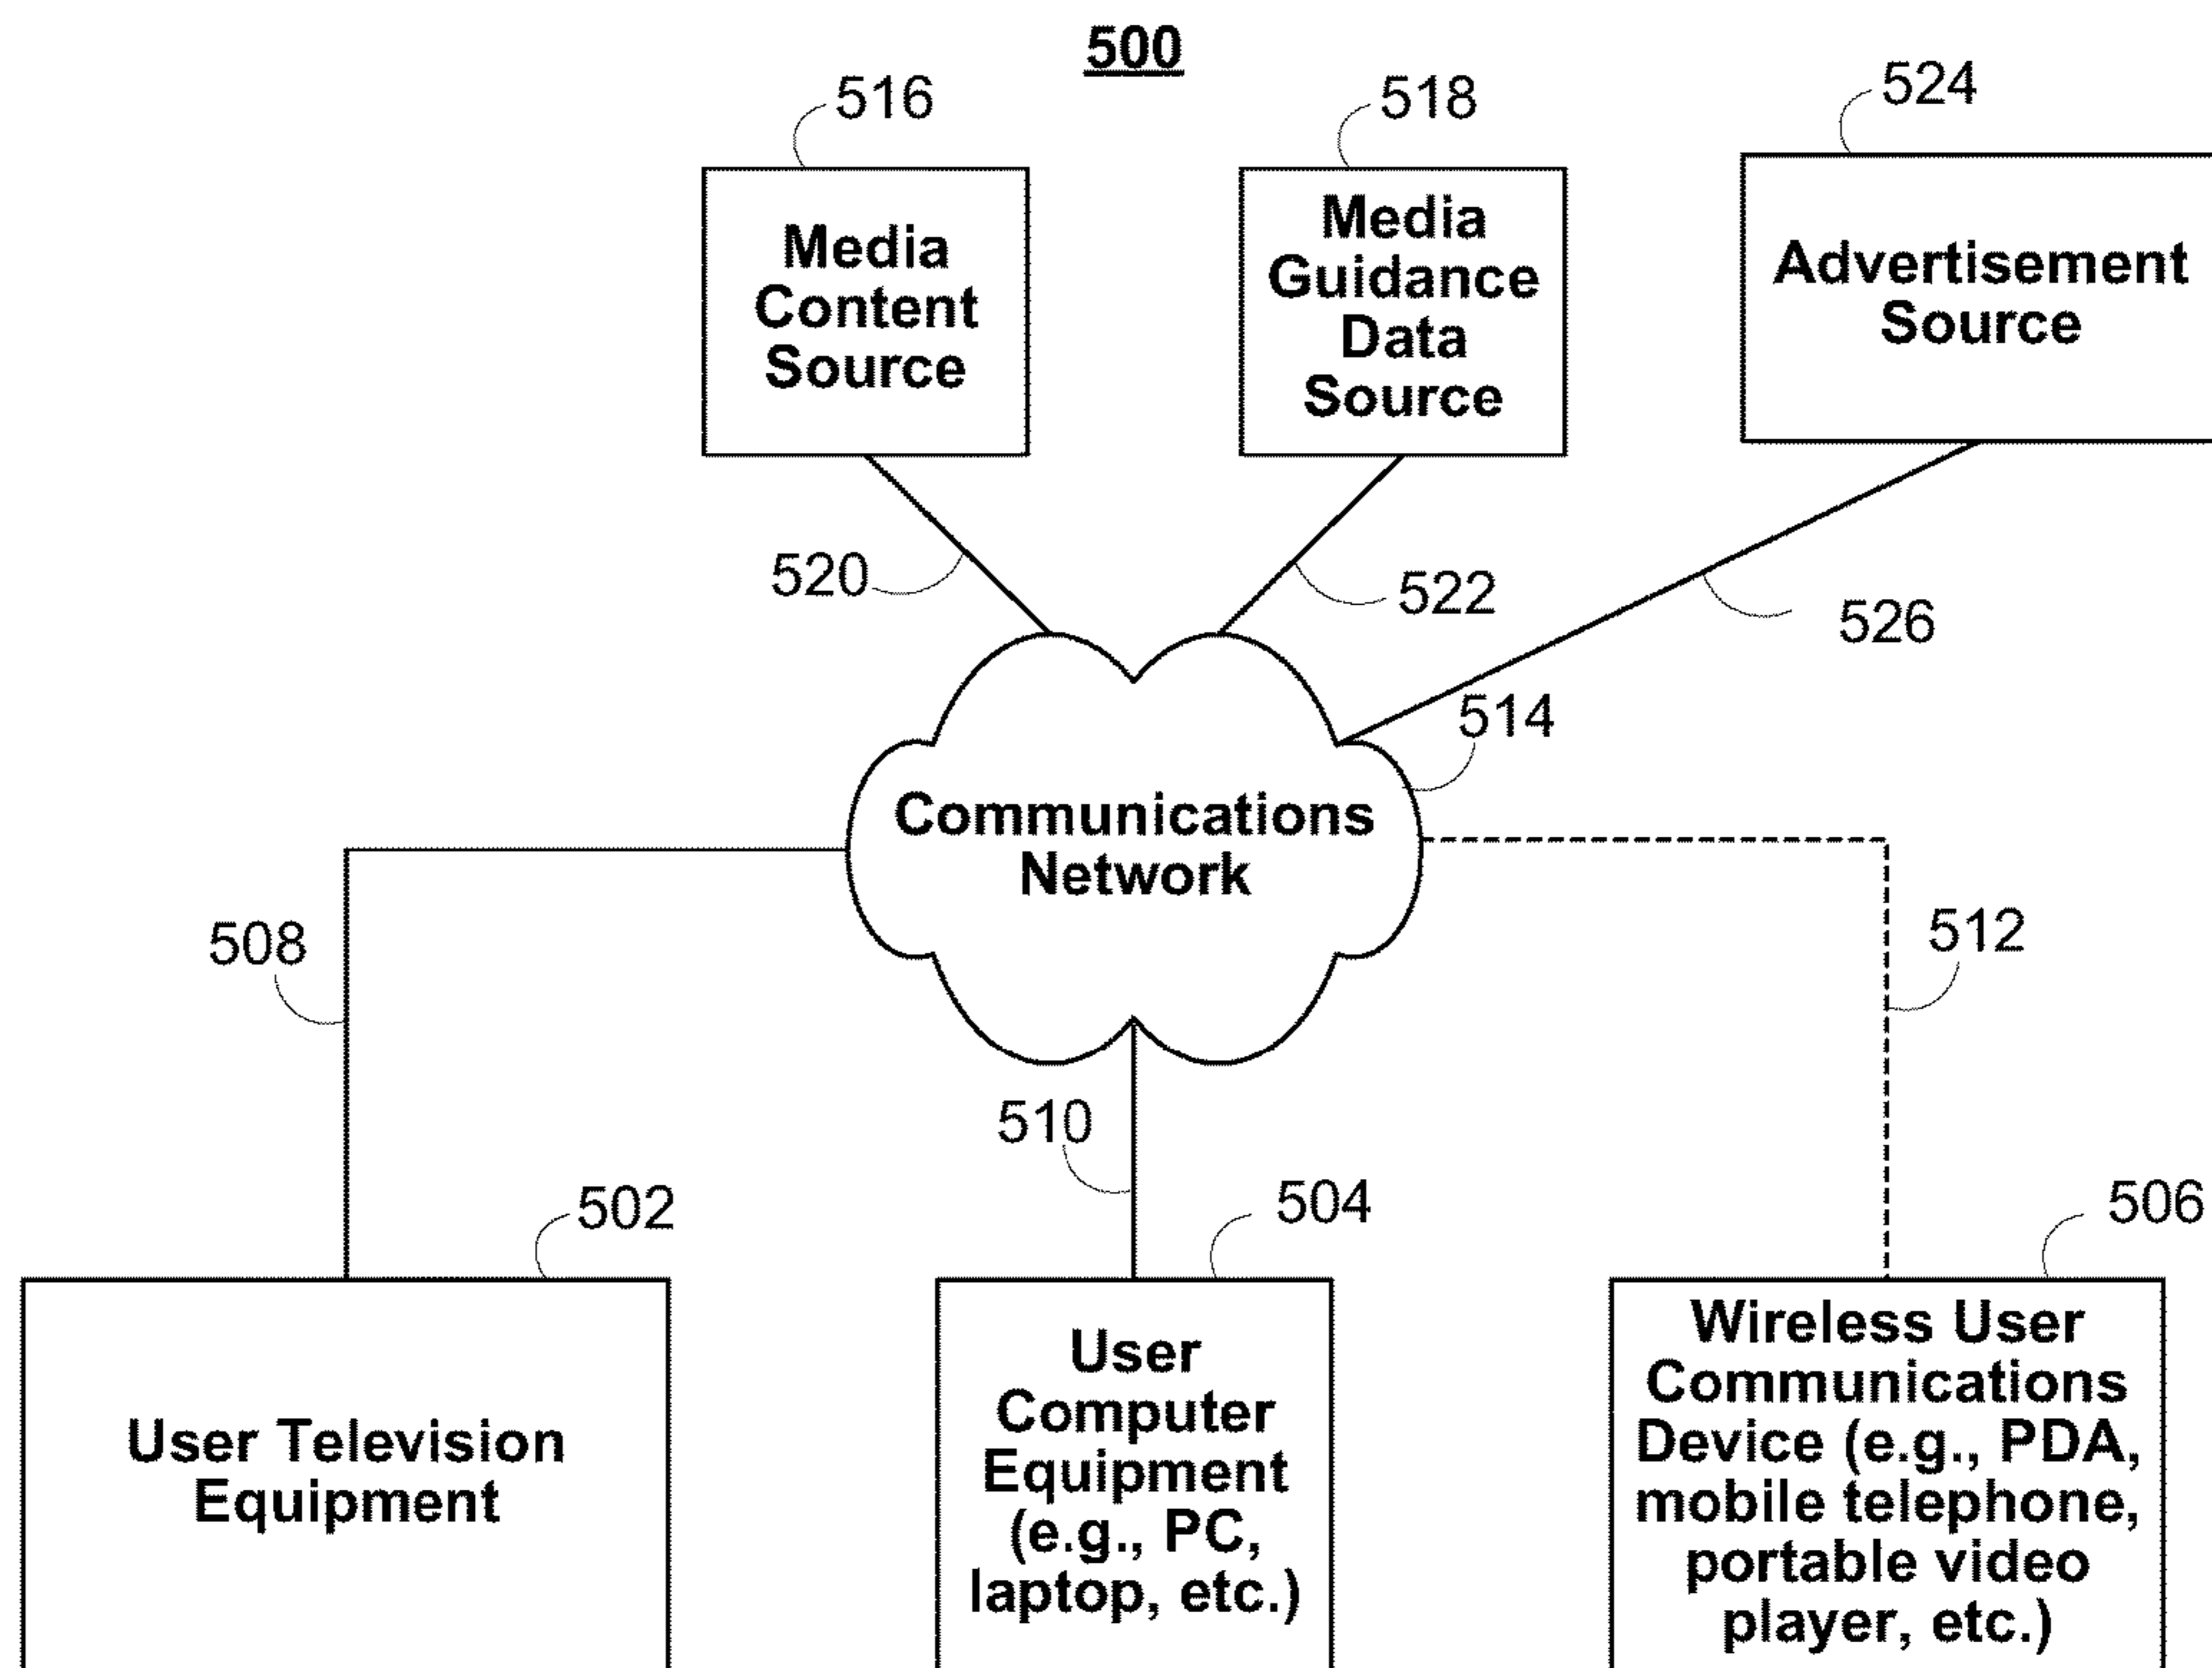 500
516
518
524
Media
Content
Source
Media
Guidance
Data
Source
Advertisement
Source
520
522
526
514
Communications
Network
508
512
510
502
504
506
User Television
Equipment
User
Computer
Equipment
(e.g., PC,
laptop, etc.)
Wireless User
Communications
Device (e.g., PDA,
mobile telephone,
portable video
player, etc.)